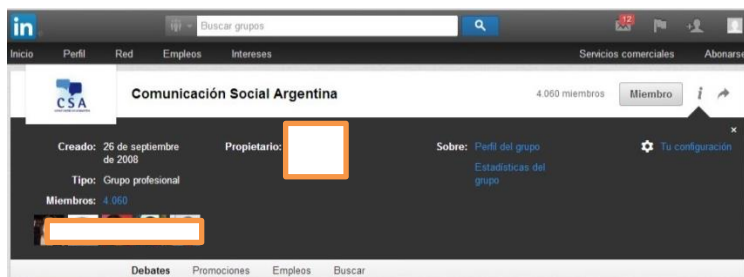 in
Buscar grupos
12
Inicio Perfil Red Empleos Intereses Servicios comerciales Abonarse
CSA
Comunicación Social Argentina 4.060 miembros Miembro i
×
Creado: 26 de septiembre de 2008
Propietario:
Sobre: Perfil del grupo
Estadísticas del grupo
Tu configuración
Tipo: Grupo profesional
Miembros: 4.060
Debates Promociones Empleos Buscar